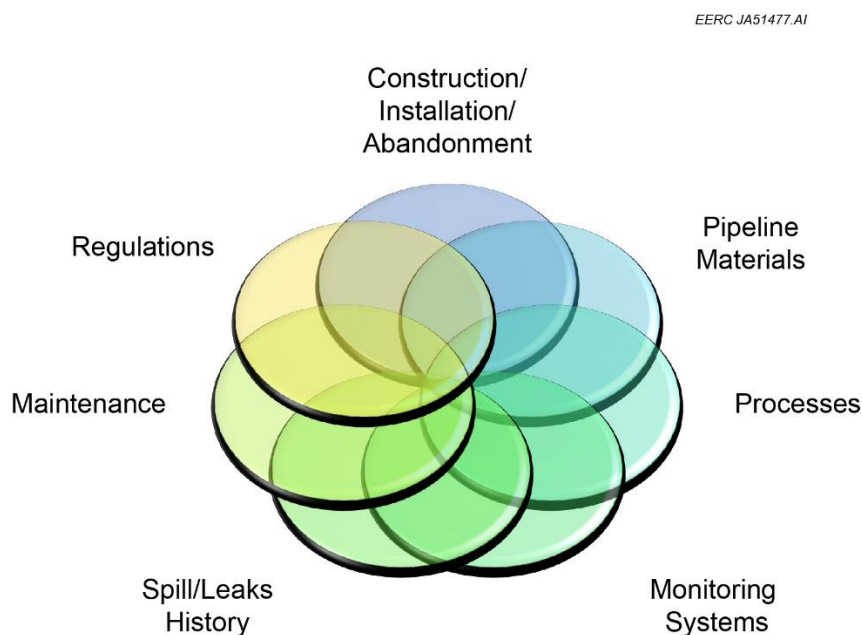 EERC JA51477.AI
Construction/
Installation/
Abandonment
Regulations
Pipeline
Materials
Maintenance
Processes
Spill/Leaks
History
Monitoring
Systems